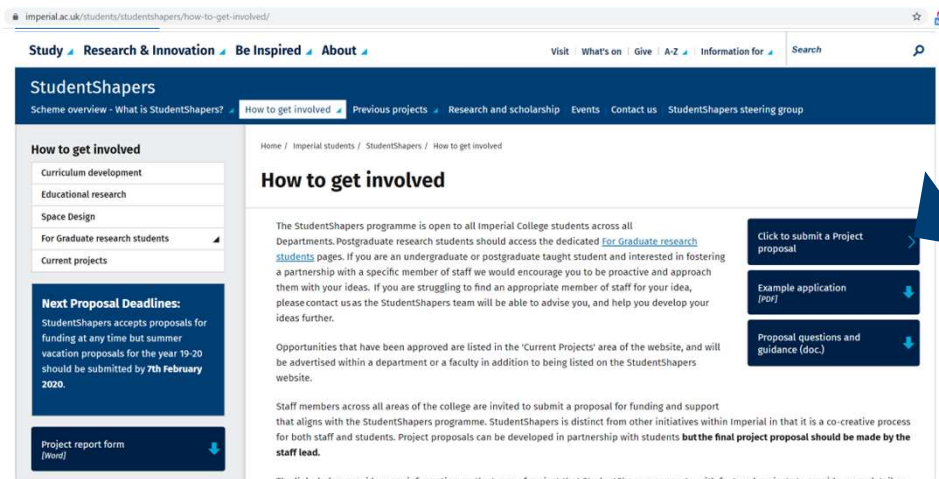 imperial.ac.uk/students/studentshapers/how-to-get-involved/
Study Research & Innovation Be Inspired About
Visit What's on Give A-Z Information for Search
StudentShapers
Scheme overview - What is StudentShapers? How to get involved Previous projects Research and scholarship Events Contact us StudentShapers steering group
How to get involved
Curriculum development
Educational research
Space Design
For Graduate research students
Current projects
Next Proposal Deadlines:
StudentShapers accepts proposals for
funding at any time but summer
vacation proposals for the year 19-20
should be submitted by 7th February
2020.
Project report form
[Word]
Home / Imperial students / StudentShapers / How to get involved
How to get involved
The StudentShapers programme is open to all Imperial College students across all
Departments. Postgraduate research students should access the dedicated For Graduate research
students pages. If you are an undergraduate or postgraduate taught student and interested in fostering
a partnership with a specific member of staff we would encourage you to be proactive and approach
them with your ideas. If you are struggling to find an appropriate member of staff for your idea,
please contact us as the StudentShapers team will be able to advise you, and help you develop your
ideas further.
Opportunities that have been approved are listed in the 'Current Projects' area of the website, and will
be advertised within a department or a faculty in addition to being listed on the StudentShapers
website.
Staff members across all areas of the college are invited to submit a proposal for funding and support
that aligns with the StudentShapers programme. StudentShapers is distinct from other initiatives within Imperial in that it is a co-creative process
for both staff and students. Project proposals can be developed in partnership with students but the final project proposal should be made by the
staff lead.
Click to submit a Project
proposal
Example application
[PDF]
Proposal questions and
guidance (doc.)